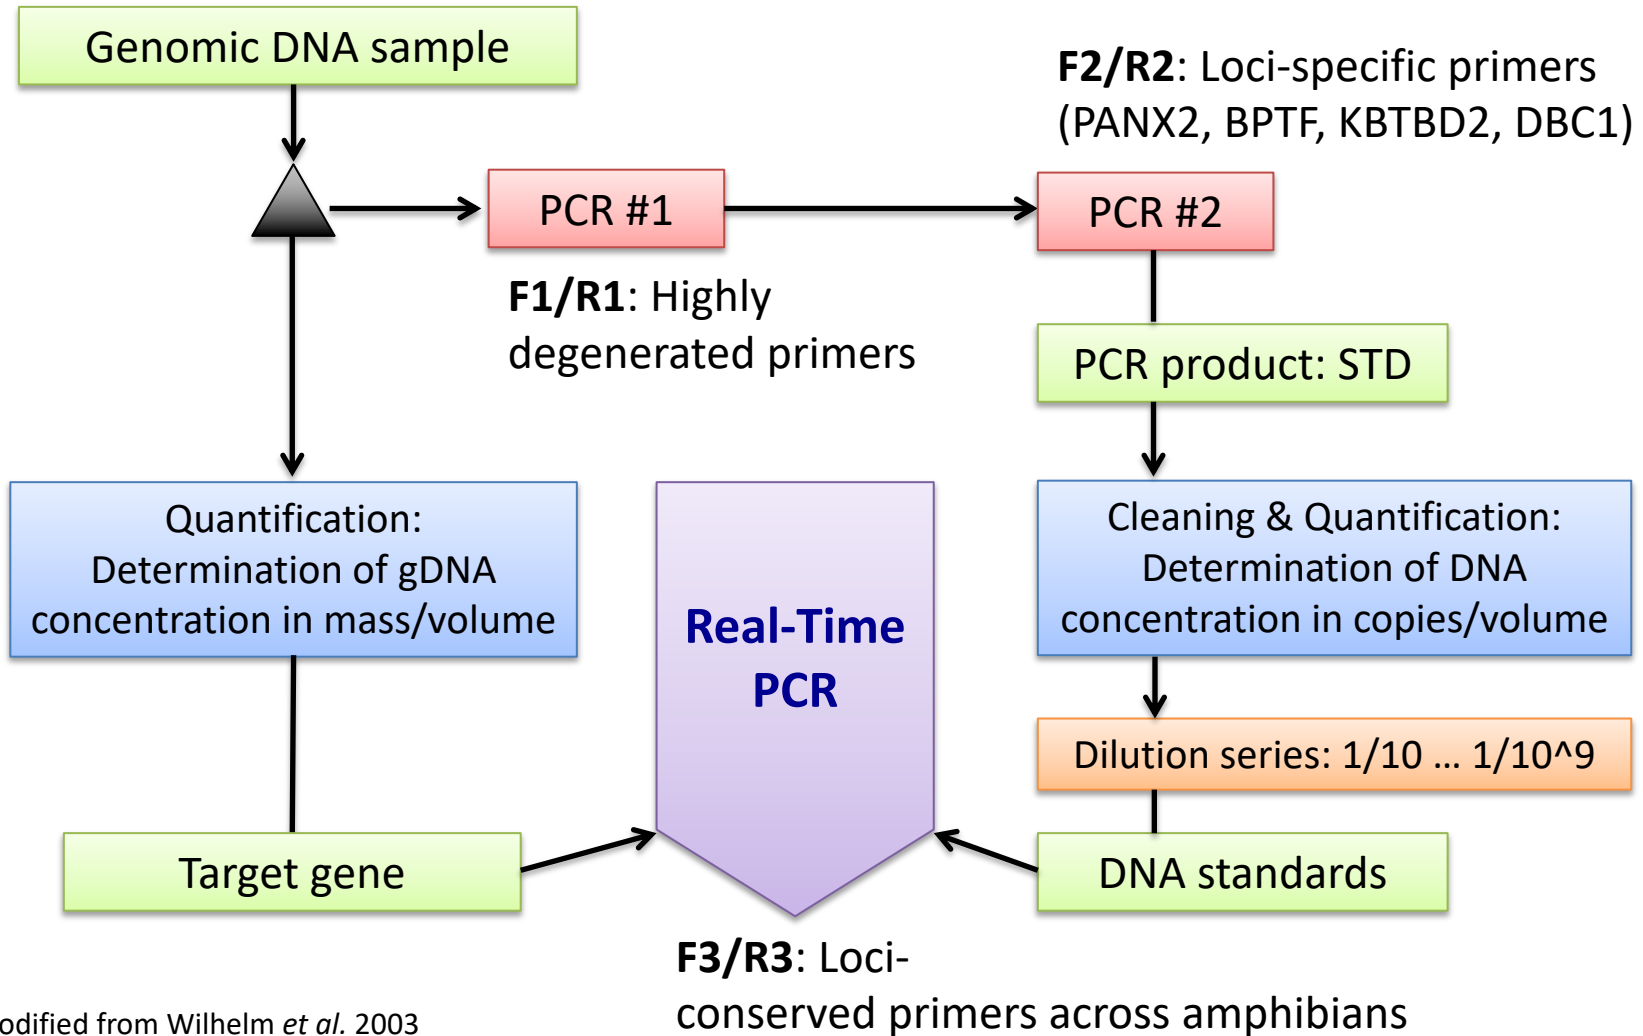 Genomic DNA sample
F2/R2: Loci-specific primers
(PANX2, BPTF, KBTBD2, DBC1)
PCR #1
PCR #2
F1/R1: Highly
degenerated primers
PCR product: STD
Quantification:
Determination of gDNA
concentration in mass/volume
Real-Time
PCR
Cleaning & Quantification:
Determination of DNA
concentration in copies/volume
Dilution series: 1/10 ... 1/10^9
Target gene
DNA standards
F3/R3: Loci-
conserved primers across amphibians
odified from Wilhelm et al. 2003